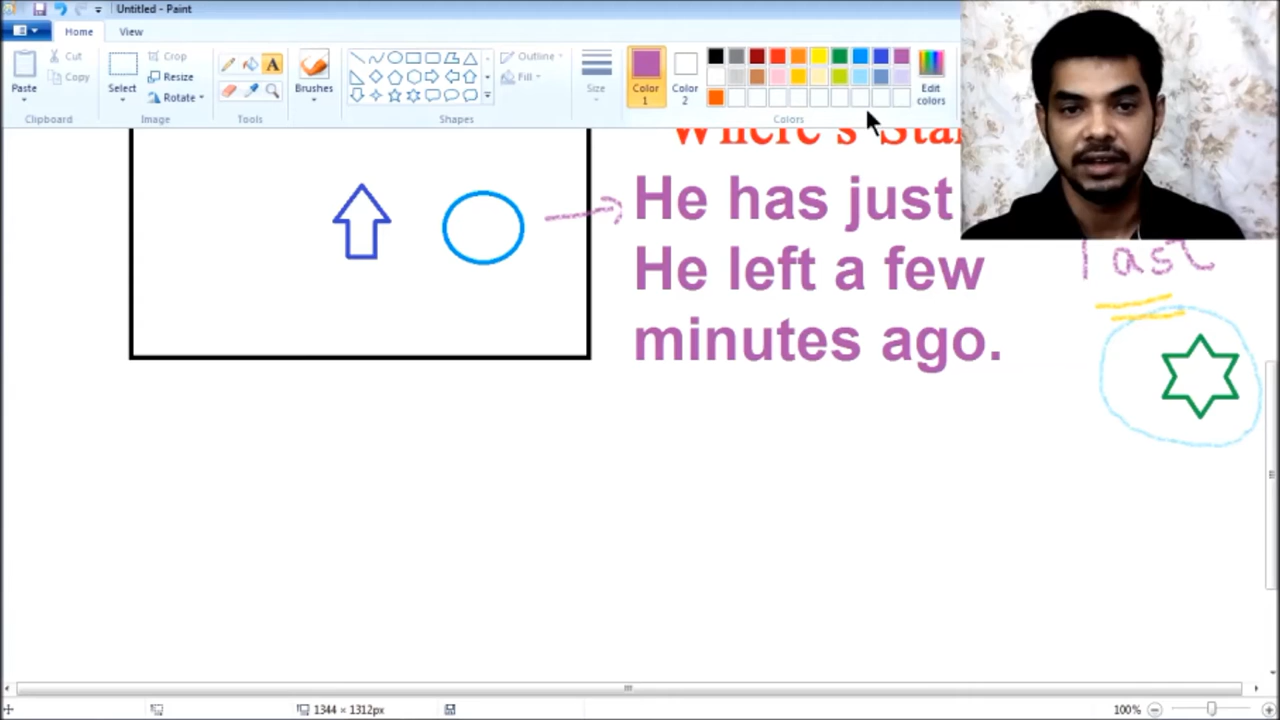 Untitled - Paint
Home
View
Paste
Cut
Copy
Clipboard
Select
Crop
Resize
Rotate
Image
Tools
Brushes
Shapes
Outline
Fill
Size
Color 1
Color 2
Colors
Edit colors
Where's
He has just
He left a few
minutes ago.
1344 × 1312px
100%